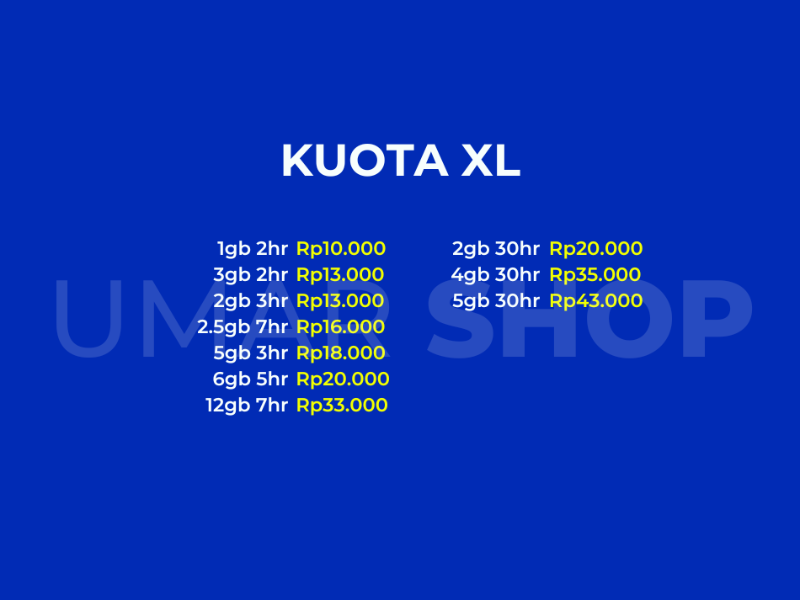 KUOTA XL
1gb 2hr Rp10.000
3gb 2hr Rp13.000
2gb 3hr Rp13.000
2.5gb 7hr Rp16.000
5gb 3hr Rp18.000
6gb 5hr Rp20.000
12gb 7hr Rp33.000
2gb 30hr Rp20.000
4gb 30hr Rp35.000
5gb 30hr Rp43.000
UMAR SHOP